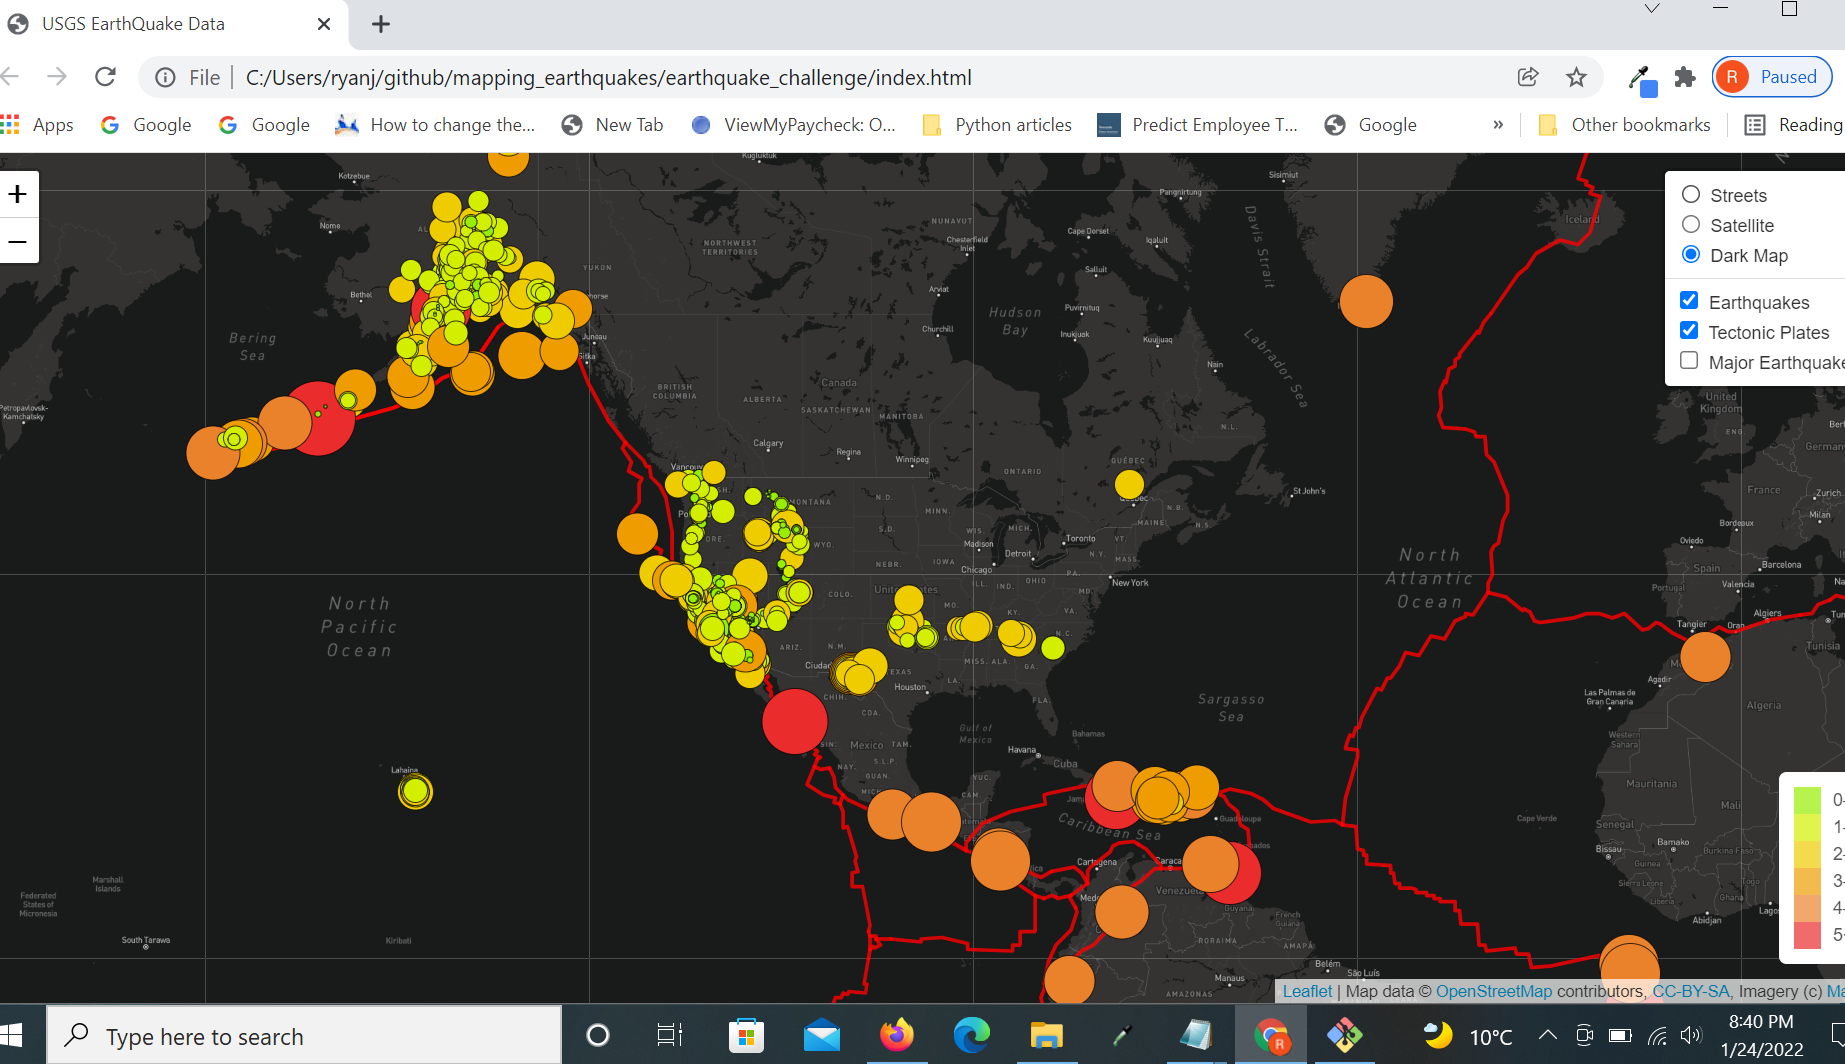 USGS EarthQuake Data
File
C:/Users/ryanj/github/mapping_earthquakes/earthquake_challenge/index.html
R Paused
Apps
Google
Google
How to change the...
New Tab
ViewMyPaycheck: O...
Python articles
Predict Employee T...
Google
»
Other bookmarks
Reading
+
−
Streets
Satellite
Dark Map
Earthquakes
Tectonic Plates
Major Earthquake
Kugluktuk
Kotzebue
Sisimiut
Pangnirtung
Nome
NUNAVUT
Cape Dorset
Iqaluit
Davis Strait
Iceland
NORTHWEST
TERRITORIES
Chesterfield
Inlet
YUKON
Salluit
Bethel
Arviat
Puvirnituq
Hudson
Bay
Churchill
Inukjuak
Kuujjuaq
Labrador Sea
Juneau
Sitka
Bering
Sea
Nain
Canada
BRITISH
COLUMBIA
ALBERTA
SASKATCHEWAN
MANITOBA
Petropavlovsk-
Kamchatsky
United
Kingdom
N.L.
ENG.
Calgary
Regina
Winnipeg
QUÉBEC
ONTARIO
St John's
France
Zurich
Milan
N.D.
MINN.
N.B.
N.S.
MAINE
S.D.
WIS.
MICH.
Toronto
VT.
Bordeaux
Oviedo
Madison
Detroit
N.Y.
MASS.
WYO.
ORE.
NEBR.
IOWA
Chicago
ILL.
IND.
OHIO
PA.
New York
MD.
Barcelona
Spain
Valencia
Portugal
COLO.
MO.
KY.
VA.
North
Atlantic
Ocean
Algiers
Tangier
Oran
North
Pacific
Ocean
N.C.
ARIZ.
N.M.
Tunisia
MISS.
ALA.
GA.
LA.
Houston
FLA.
CHIH.
COA.
Agadir
Las Palmas de
Gran Canaria
Algeria
Sargasso
Sea
Gulf of
Mexico
Bahamas
Western
Sahara
SIN.
Mexico
TAM.
Havana
Cuba
S.L.P.
NAY.
GUAN.
YUC.
CAM
Lahaina
Mauritania
Mali
Caribbean Sea
Guadeloupe
Cape Verde
Senegal
Bamako
Bissau
Burkina Faso
Guinea
Togo
Sierra Leone
Ghana
Liberia
Lagos
Abidjan
Cartagena
Caraca
Venezuela
Guyana
French
Guiana
RORAIMA
AMAPÁ
Belém
São Luís
Manaus
AMAZONAS
Marshall
Islands
Federated
States of
Micronesia
South Tarawa
Kiribati
0-
1-
2-
3-
4-
5+
Leaflet | Map data © OpenStreetMap contributors, CC-BY-SA, Imagery (c) Ma
Type here to search
10°C
8:40 PM
1/24/2022